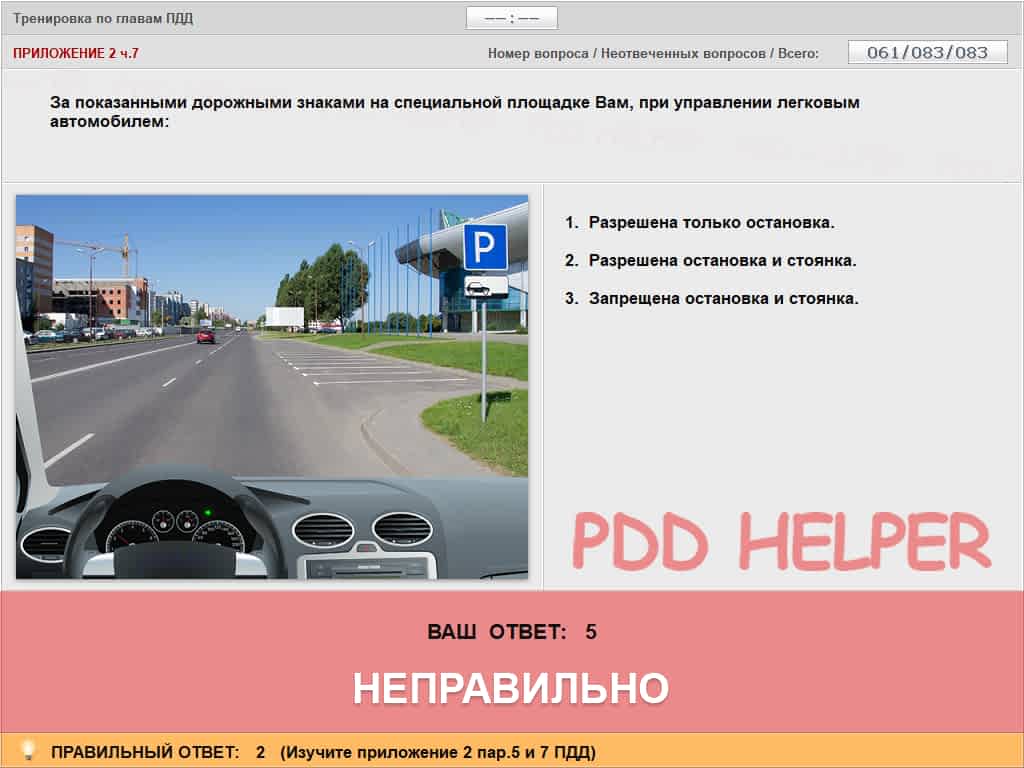 Тренировка по главам ПДД
–– : ––
ПРИЛОЖЕНИЕ 2 ч.7
Номер вопроса / Неотвеченных вопросов / Всего:
061/083/083
За показанными дорожными знаками на специальной площадке Вам, при управлении легковым
автомобилем:
1. Разрешена только остановка.
2. Разрешена остановка и стоянка.
3. Запрещена остановка и стоянка.
P
PDD HELPER
ВАШ ОТВЕТ: 5
НЕПРАВИЛЬНО
ПРАВИЛЬНЫЙ ОТВЕТ: 2 (Изучите приложение 2 пар.5 и 7 ПДД)